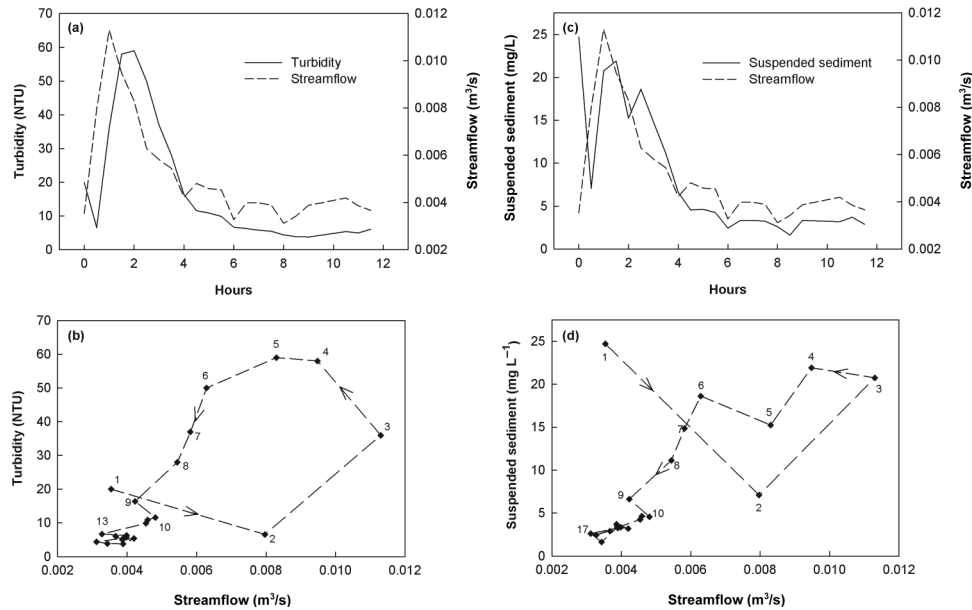 (a)
Turbidity
Streamflow
70
60
50
40
30
20
10
0
Turbidity (NTU)
0.012
0.010
0.008
0.006
0.004
0.002
Streamflow (m³/s)
0 2 4 6 8 10 12
Hours
(c)
Suspended sediment
Streamflow
25
20
15
10
5
0
Suspended sediment (mg/L)
0.012
0.010
0.008
0.006
0.004
0.002
Streamflow (m³/s)
0 2 4 6 8 10 12
Hours
(b)
70
60
50
40
30
20
10
0
Turbidity (NTU)
1
2
3
4
5
6
7
8
9
10
13
0.002 0.004 0.006 0.008 0.010 0.012
Streamflow (m³/s)
(d)
25
20
15
10
5
0
Suspended sediment (mg L⁻¹)
1
2
3
4
5
6
7
8
9
10
17
0.002 0.004 0.006 0.008 0.010 0.012
Streamflow (m³/s)